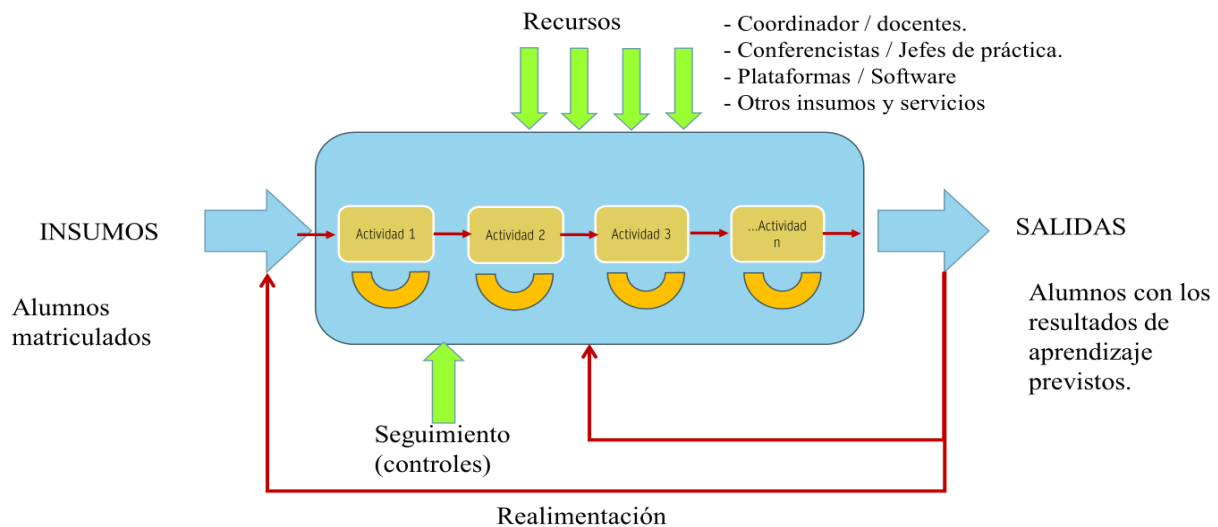 Recursos
- Coordinador / docentes.
- Conferencistas / Jefes de práctica.
- Plataformas / Software
- Otros insumos y servicios
INSUMOS
Alumnos
matriculados
Actividad 1
Actividad 2
Actividad 3
...Actividad
n
SALIDAS
Alumnos con los
resultados de
aprendizaje
previstos.
Seguimiento
(controles)
Realimentación